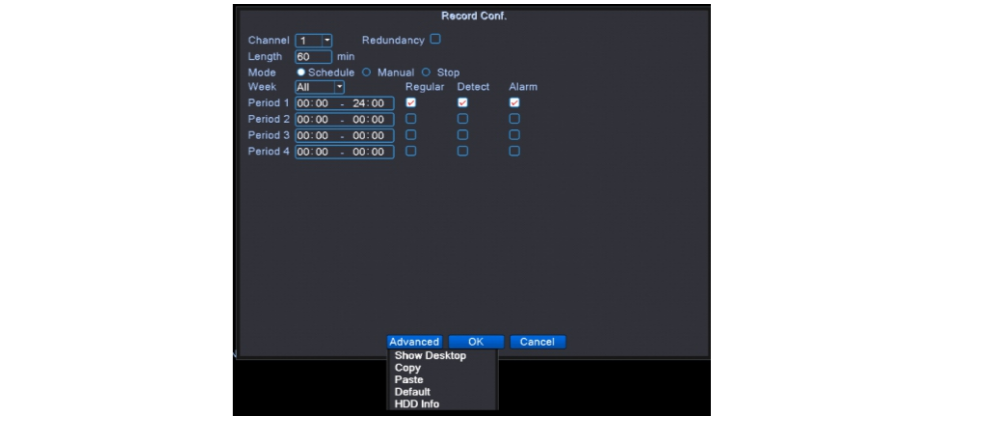 Record Conf.
Channel 1 Redundancy
Length 60 min
Mode Schedule Manual Stop
Week All Regular Detect Alarm
Period 1 00:00 - 24:00
Period 2 00:00 - 00:00
Period 3 00:00 - 00:00
Period 4 00:00 - 00:00
Advanced OK Cancel
Show Desktop
Copy
Paste
Default
HDD Info